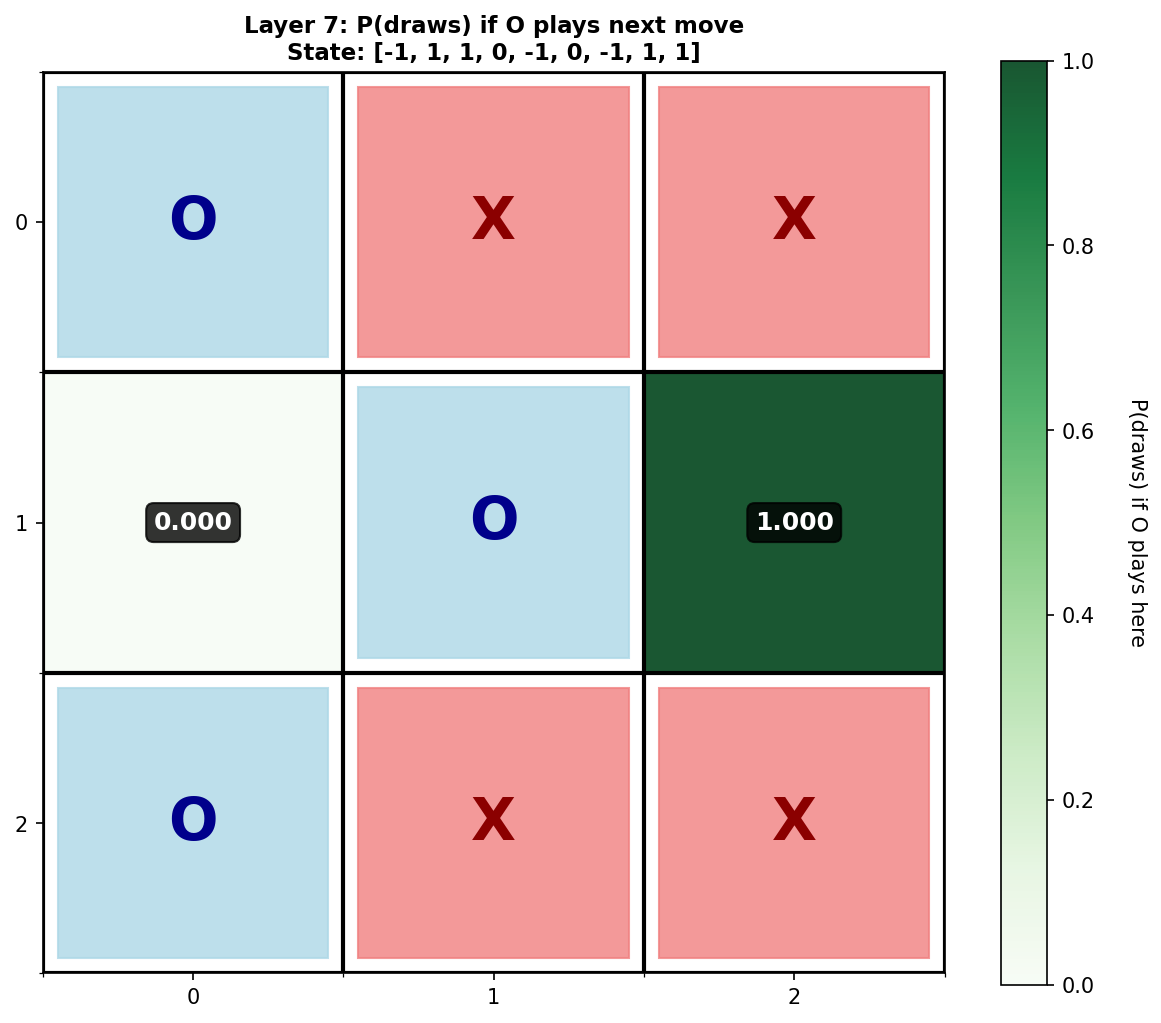 Layer 7: P(draws) if O plays next move
State: [-1, 1, 1, 0, -1, 0, -1, 1, 1]
0
O
X
X
1
0.000
O
1.000
2
O
X
X
0
1
2
1.0
0.8
0.6
0.4
0.2
0.0
P(draws) if O plays here